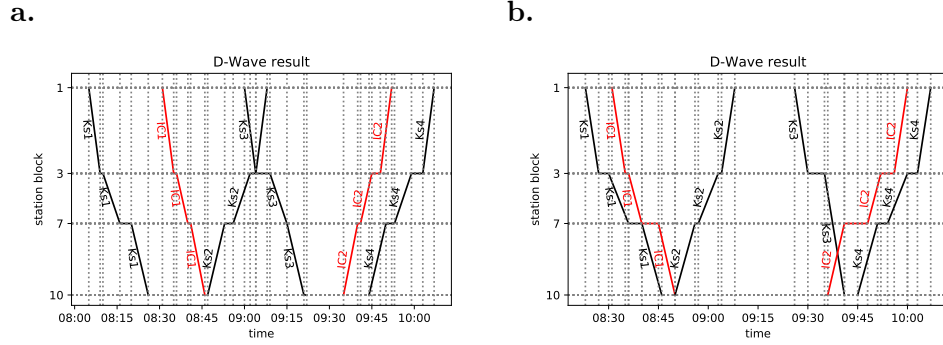 a.
D-Wave result
station block
1
3
7
10
Ks1
Ks1
Ks1
IC1
IC1
IC1
Ks2
Ks2
Ks3
Ks3
Ks3
IC2
IC2
IC2
Ks4
Ks4
Ks4
08:00 08:15 08:30 08:45 09:00 09:15 09:30 09:45 10:00
time
b.
D-Wave result
station block
1
3
7
10
Ks1
Ks1
Ks1
IC1
IC1
IC1
Ks2
Ks2
Ks2
Ks3
Ks3
IC2
IC2
IC2
Ks4
Ks4
Ks4
08:30 08:45 09:00 09:15 09:30 09:45 10:00
time